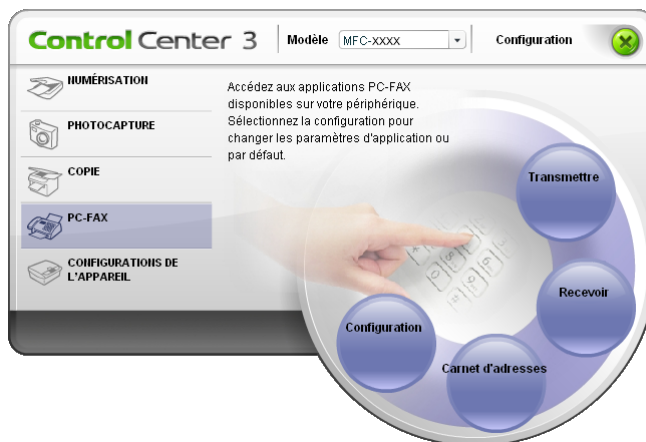 Control Center 3
Modèle
MFC-XXXX
Configuration
NUMÉRISATION
PHOTOCAPTURE
COPIE
PC-FAX
CONFIGURATIONS DE
L'APPAREIL
Accédez aux applications PC-FAX
disponibles sur votre périphérique.
Sélectionnez la configuration pour
changer les paramètres d'application ou
par défaut.
Transmettre
Recevoir
Carnet d'adresses
Configuration